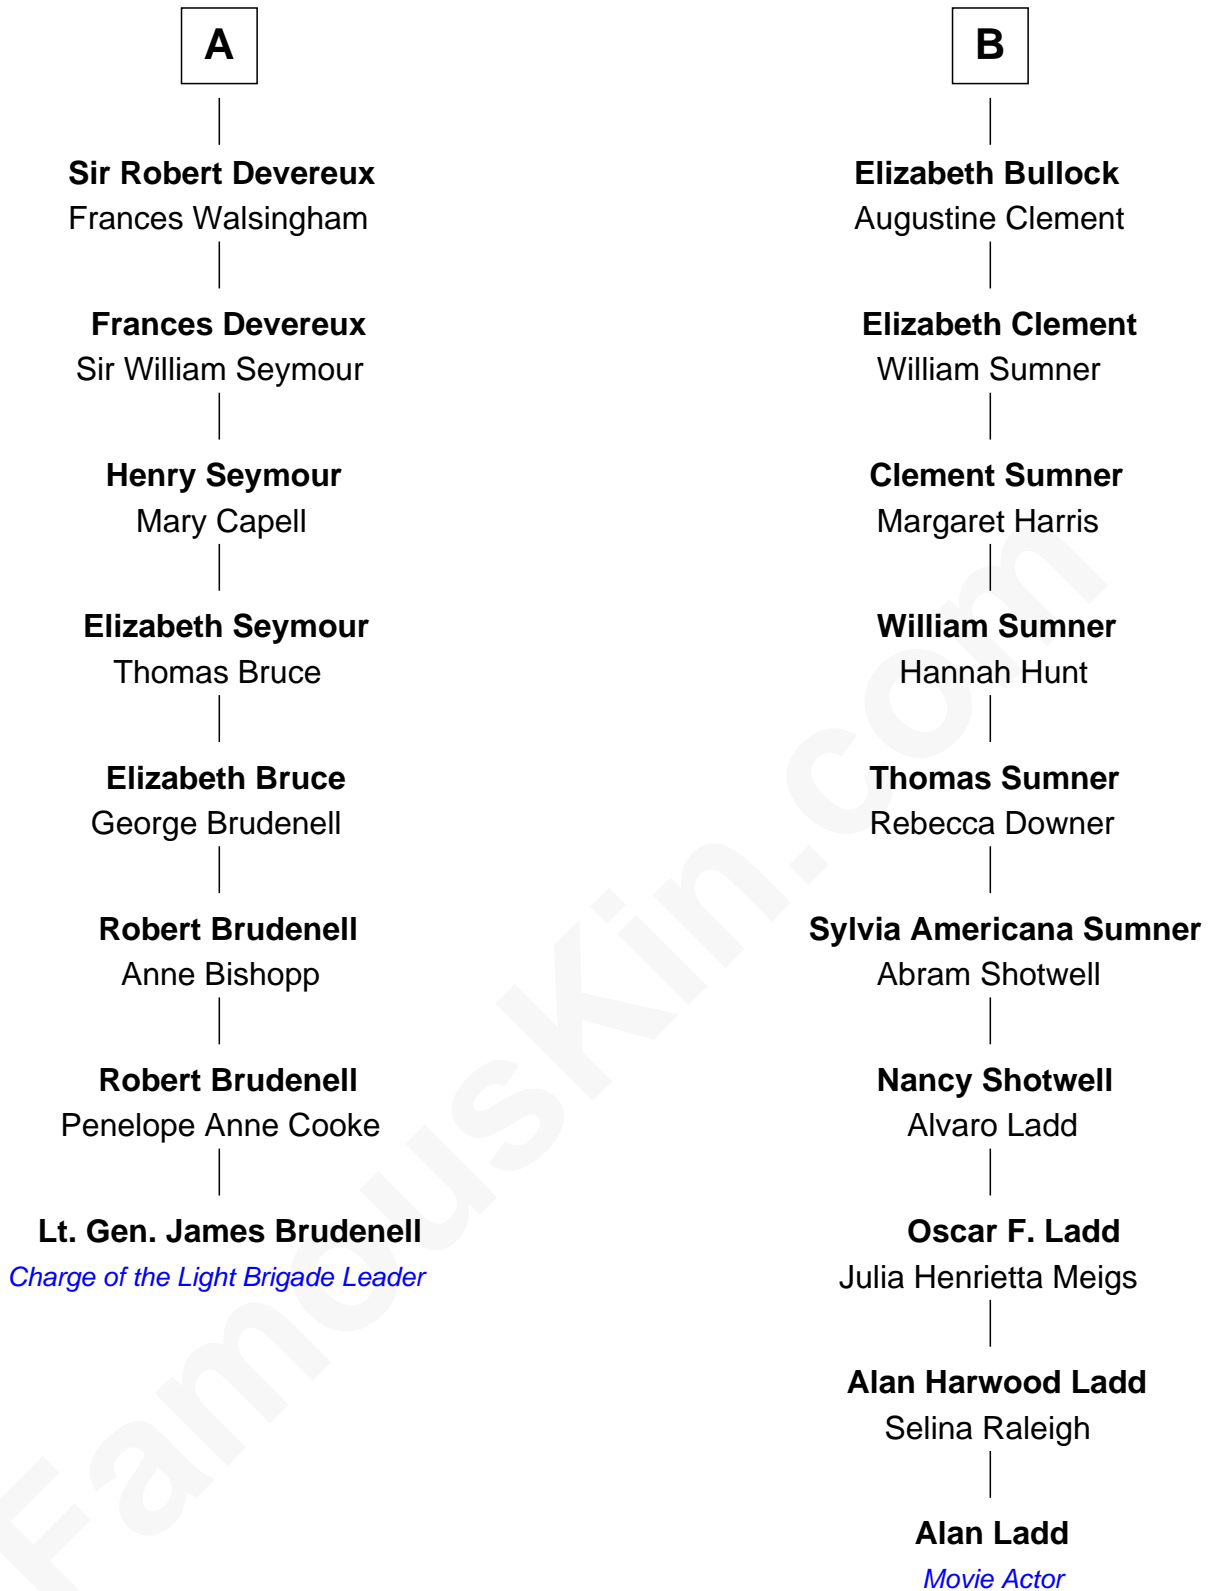 A
Sir Robert Devereux
Frances Walsingham
Frances Devereux
Sir William Seymour
Henry Seymour
Mary Capell
Elizabeth Seymour
Thomas Bruce
Elizabeth Bruce
George Brudenell
Robert Brudenell
Anne Bishopp
Robert Brudenell
Penelope Anne Cooke
Lt. Gen. James Brudenell
Charge of the Light Brigade Leader
B
Elizabeth Bullock
Augustine Clement
Elizabeth Clement
William Sumner
Clement Sumner
Margaret Harris
William Sumner
Hannah Hunt
Thomas Sumner
Rebecca Downer
Sylvia Americana Sumner
Abram Shotwell
Nancy Shotwell
Alvaro Ladd
Oscar F. Ladd
Julia Henrietta Meigs
Alan Harwood Ladd
Selina Raleigh
Alan Ladd
Movie Actor
FamousKin.com